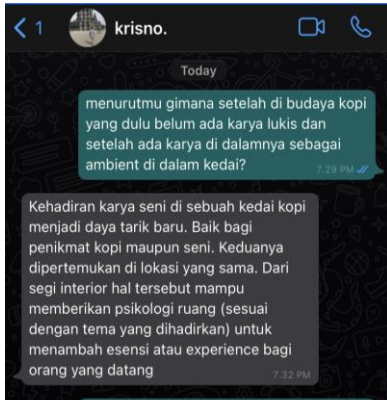 1
krisno.
Today
menurutmu gimana setelah di budaya kopi
yang dulu belum ada karya lukis dan
setelah ada karya di dalamnya sebagai
ambient di dalam kedai?
7.29 PM
Kehadiran karya seni di sebuah kedai kopi
menjadi daya tarik baru. Baik bagi
penikmat kopi maupun seni. Keduanya
dipertemukan di lokasi yang sama. Dari
segi interior hal tersebut mampu
memberikan psikologi ruang (sesuai
dengan tema yang dihadirkan) untuk
menambah esensi atau experience bagi
orang yang datang
7.32 PM